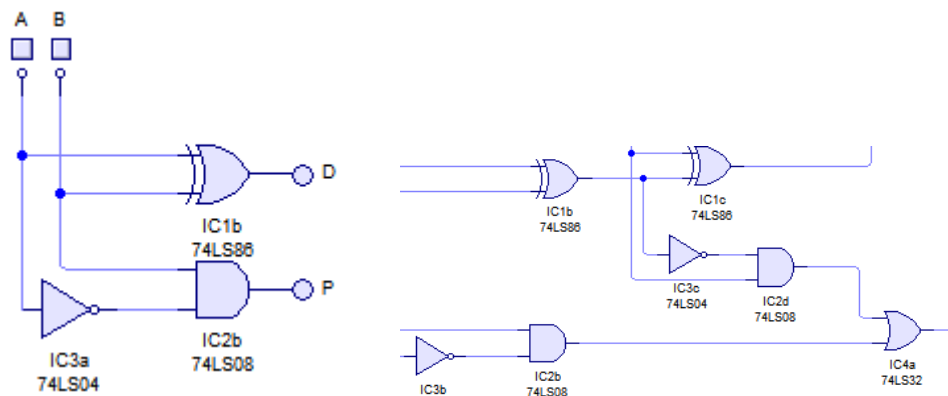 A B
D
IC1b
74LS86
P
IC2b
74LS08
IC3a
74LS04
IC1b
74LS86
IC1c
74LS86
IC3c
74LS04
IC2d
74LS08
IC3b
IC2b
74LS08
IC4a
74LS32